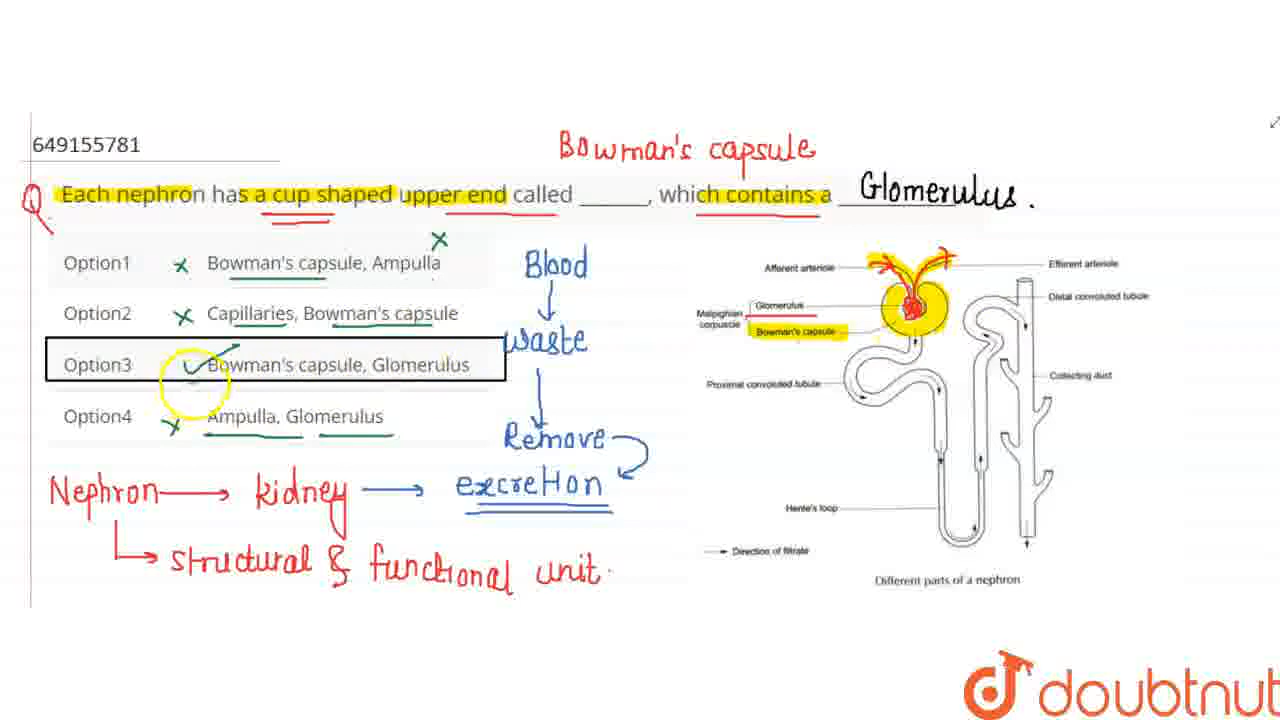 649155781
Bowman's capsule
Q Each nephron has a cup shaped upper end called ______, which contains a Glomerulus.
Option1 x Bowman's capsule, Ampulla x
Option2 x Capillaries, Bowman's capsule
Option3 ✓ Bowman's capsule, Glomerulus
Option4 x Ampulla, Glomerulus
Blood
Waste
Remove
Nephron → kidney → excretion
structural & functional unit.
Afferent arteriole
Efferent arteriole
Glomerulus
Distal convoluted tubule
Malpighian corpuscle
Bowman's capsule
Proximal convoluted tubule
Collecting dust
Henle's loop
Direction of filtrate
Different parts of a nephron
doubtnut